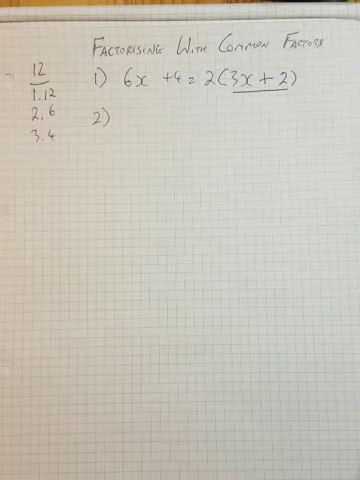 FACTORISING WITH COMMON FACTORS
12
1.12
2.6
3.4
1) 6x +4 = 2(3x + 2)
2)